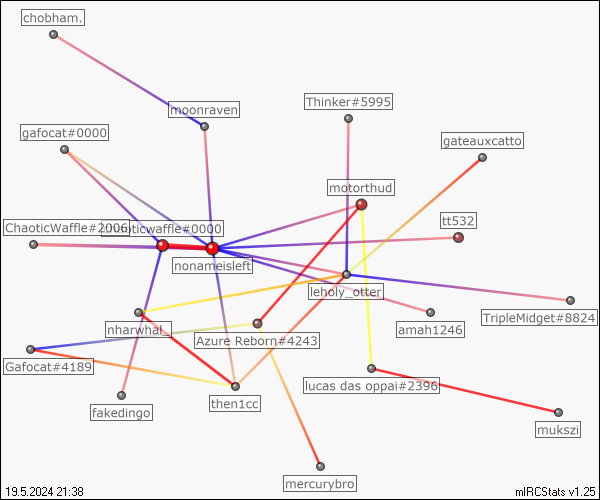 chobham.
moonraven
Thinker#5995
gafocat#0000
gateauxcatto
motorthud
tt532
ChaoticWaffle#2006
chaoticwaffle#0000
nonameisleft
leholy_otter
TripleMidget#8824
nharwhal_
Azure Reborn#4243
amah1246
Gafocat#4189
lucas das oppai#2396
fakedingo
then1cc
mukszi
mercurybro
19.5.2024 21:38
mIRCStats v1.25